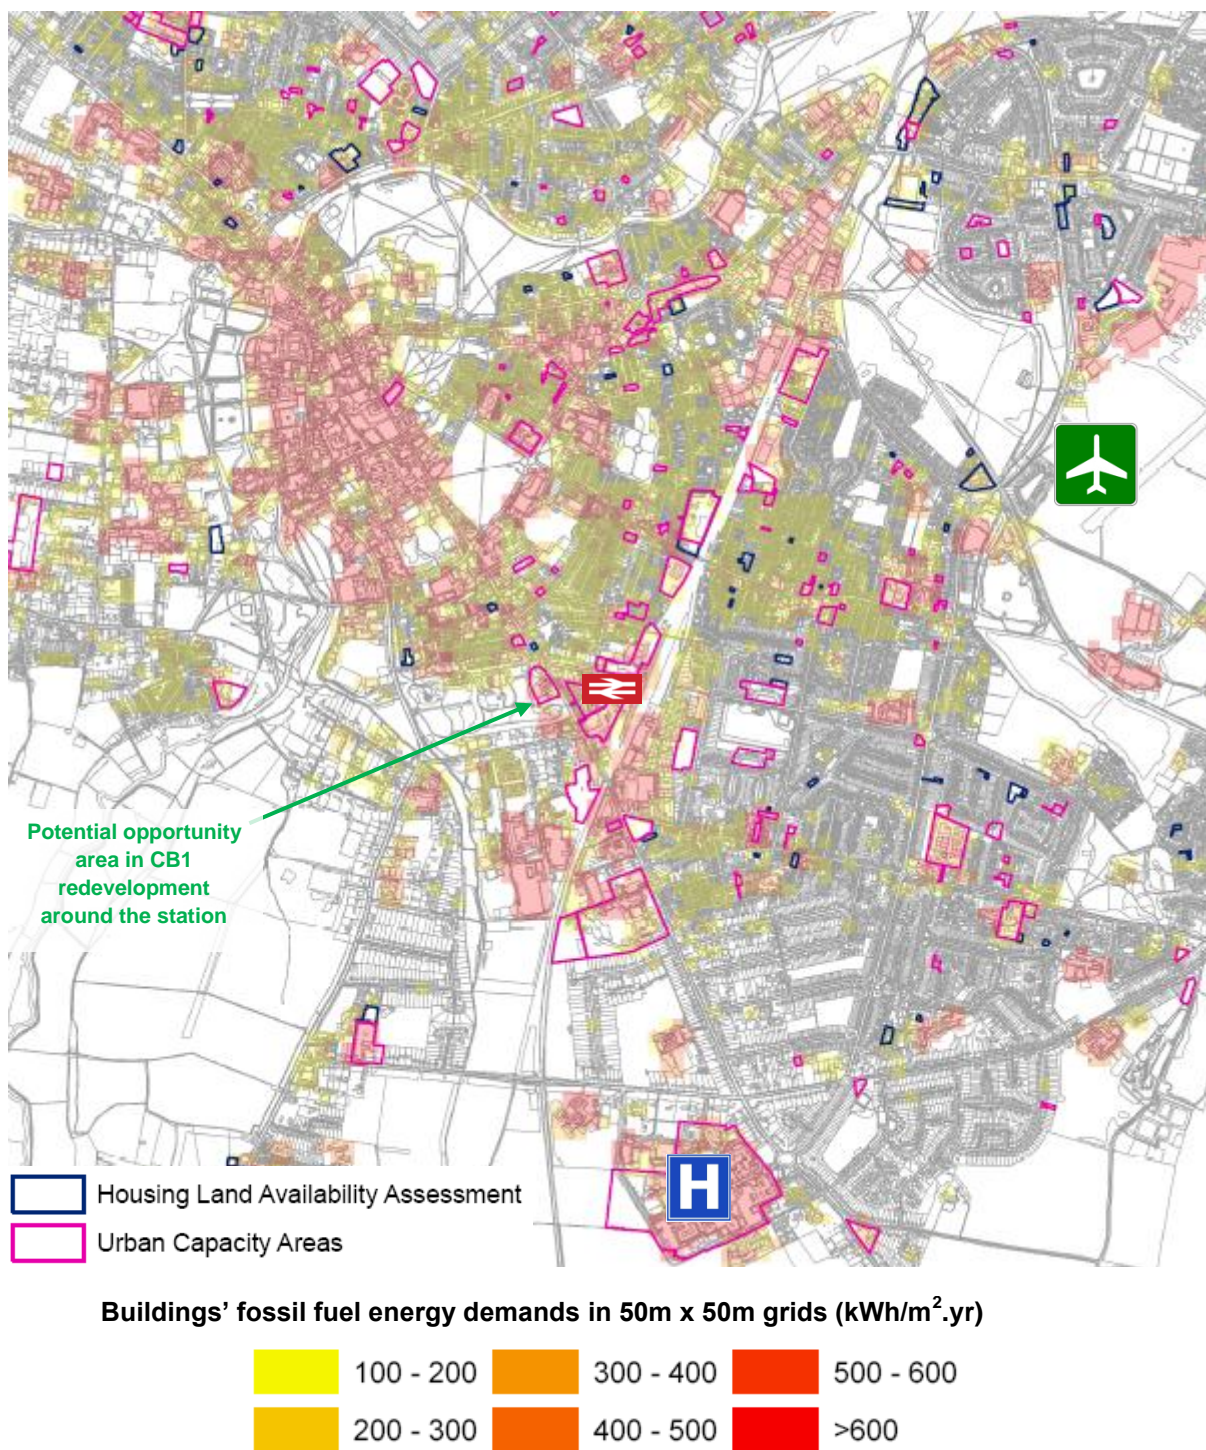 Potential opportunity
area in CB1
redevelopment
around the station
H
Housing Land Availability Assessment
Urban Capacity Areas
Buildings’ fossil fuel energy demands in 50m x 50m grids (kWh/m².yr)
100 - 200
300 - 400
500 - 600
200 - 300
400 - 500
>600